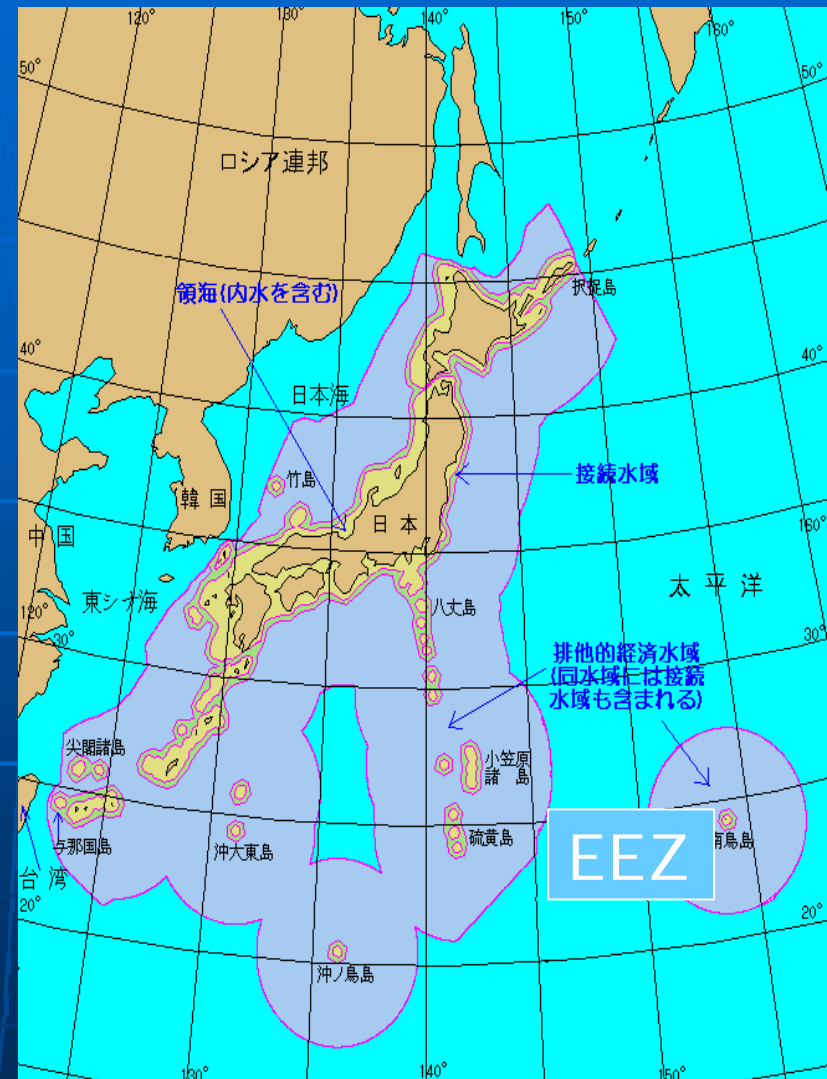 120°
130°
140°
150°
160°
50°
50°
ロシア連邦
領海(内水を含む)
択捉島
40°
40°
日本海
竹島
接続水域
韓国
日本
160°
中国
太平洋
東シナ海
八丈島
120°
30°
30°
排他的経済水域
(同水域には接続
水域も含まれる)
尖閣諸島
小笠原
諸島
硫黄島
EEZ
南鳥島
与那国島
沖大東島
台湾
20°
20°
沖ノ鳥島
130°
140°
150°